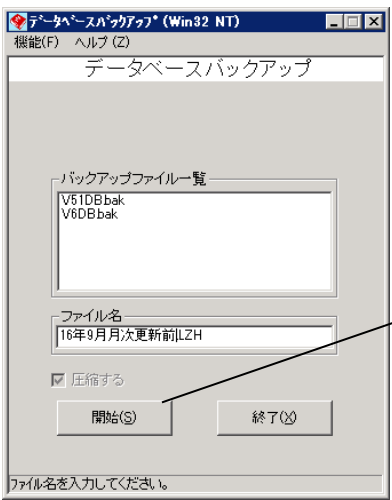 ﾃﾞｰﾀﾍﾞｰｽﾊﾞｯｸｱｯﾌﾟ (Win32 NT)
機能(F) ヘルプ(Z)
データベースバックアップ
バックアップファイル一覧
V51DB.bak
V6DB.bak
ファイル名
16年9月月次更新前.LZH
圧縮する
開始(S) 終了(X)
ﾌｧｲﾙ名を入力してください。